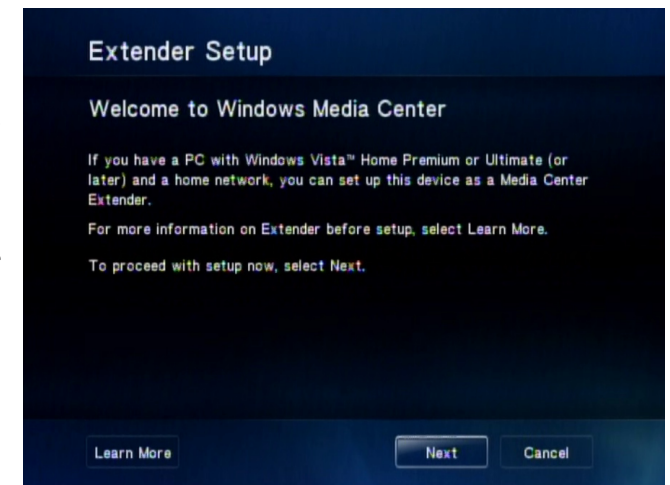 Extender Setup
Welcome to Windows Media Center
If you have a PC with Windows Vista™ Home Premium or Ultimate (or
later) and a home network, you can set up this device as a Media Center
Extender.
For more information on Extender before setup, select Learn More.
To proceed with setup now, select Next.
Learn More
Next
Cancel